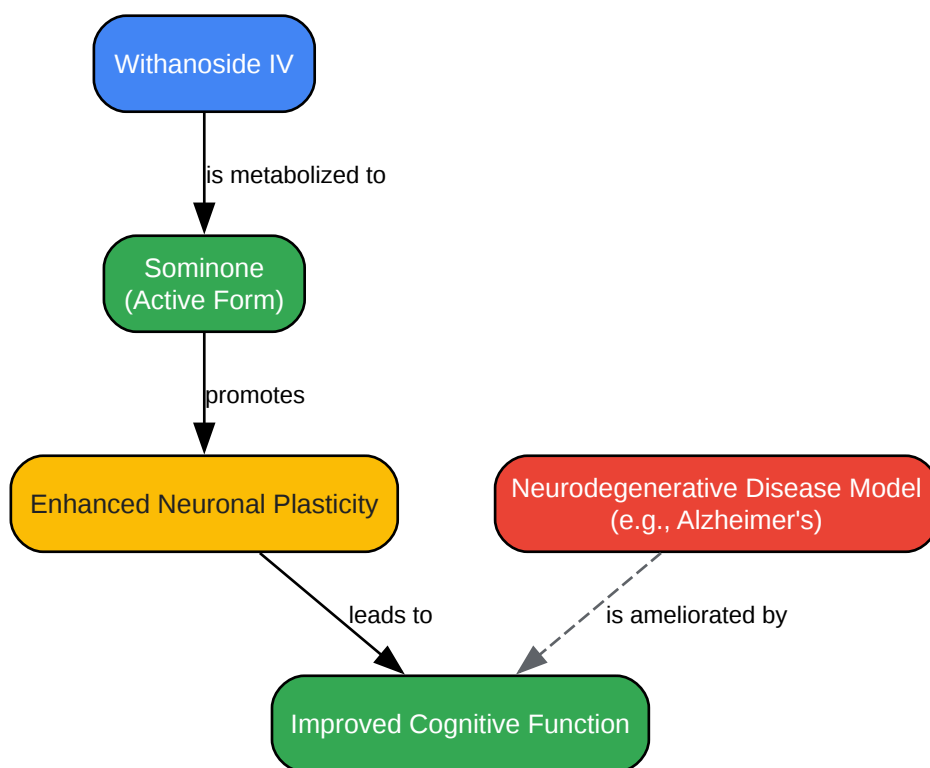 Withanoside IV
is metabolized to
Sominone
(Active Form)
promotes
Enhanced Neuronal Plasticity
Neurodegenerative Disease Model
(e.g., Alzheimer's)
leads to
is ameliorated by
Improved Cognitive Function